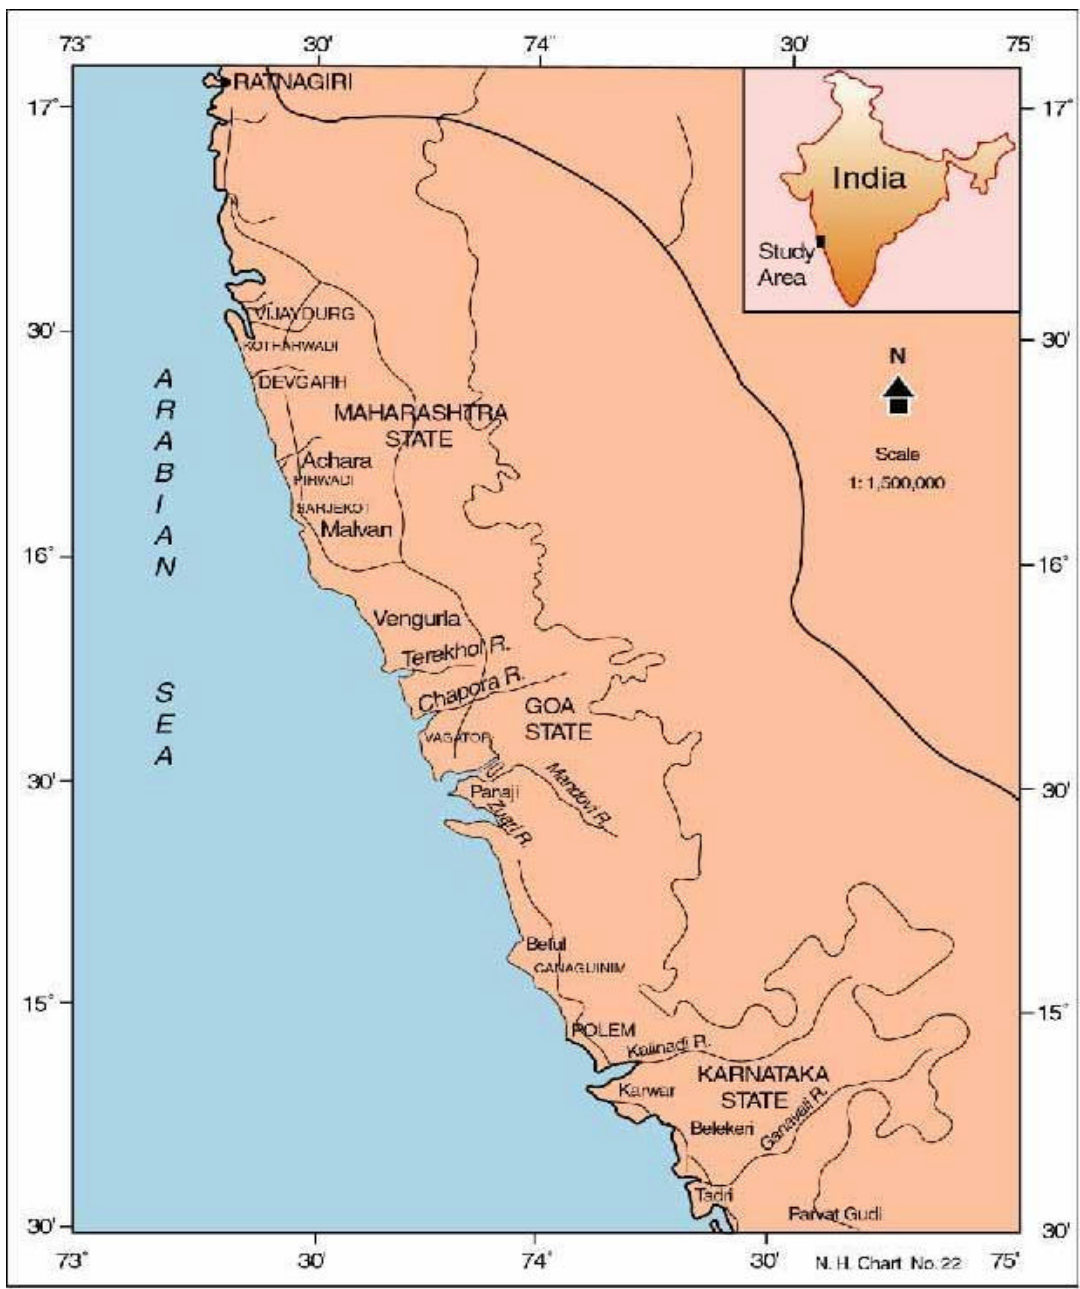 73° 30' 74° 30' 75'
RATNAGIRI
17° 17°
India
Study
Area
VIJAYDURG
30' 30'
KOTHARWADI
N
DEVGARH
MAHARASHTRA
STATE
ARABIAN
Scale
Achara
PIRWADI
1: 1,500,000
SARJEKOT
Malvan
16° 16°
Vengurla
Terekhol R.
Chapora R.
SEA
GOA
STATE
VAGATOR
30' 30'
Panaji
Mandovi R.
Zuari R.
Betul
CANAGUINIM
15° 15°
POLEM
Kalinadi R.
KARNATAKA
STATE
Karwar
Ganavali R.
Belekeri
Tadri
Parvat Gudi
30' 30'
73° 30' 74° 30' 75'
N. H. Chart No. 22